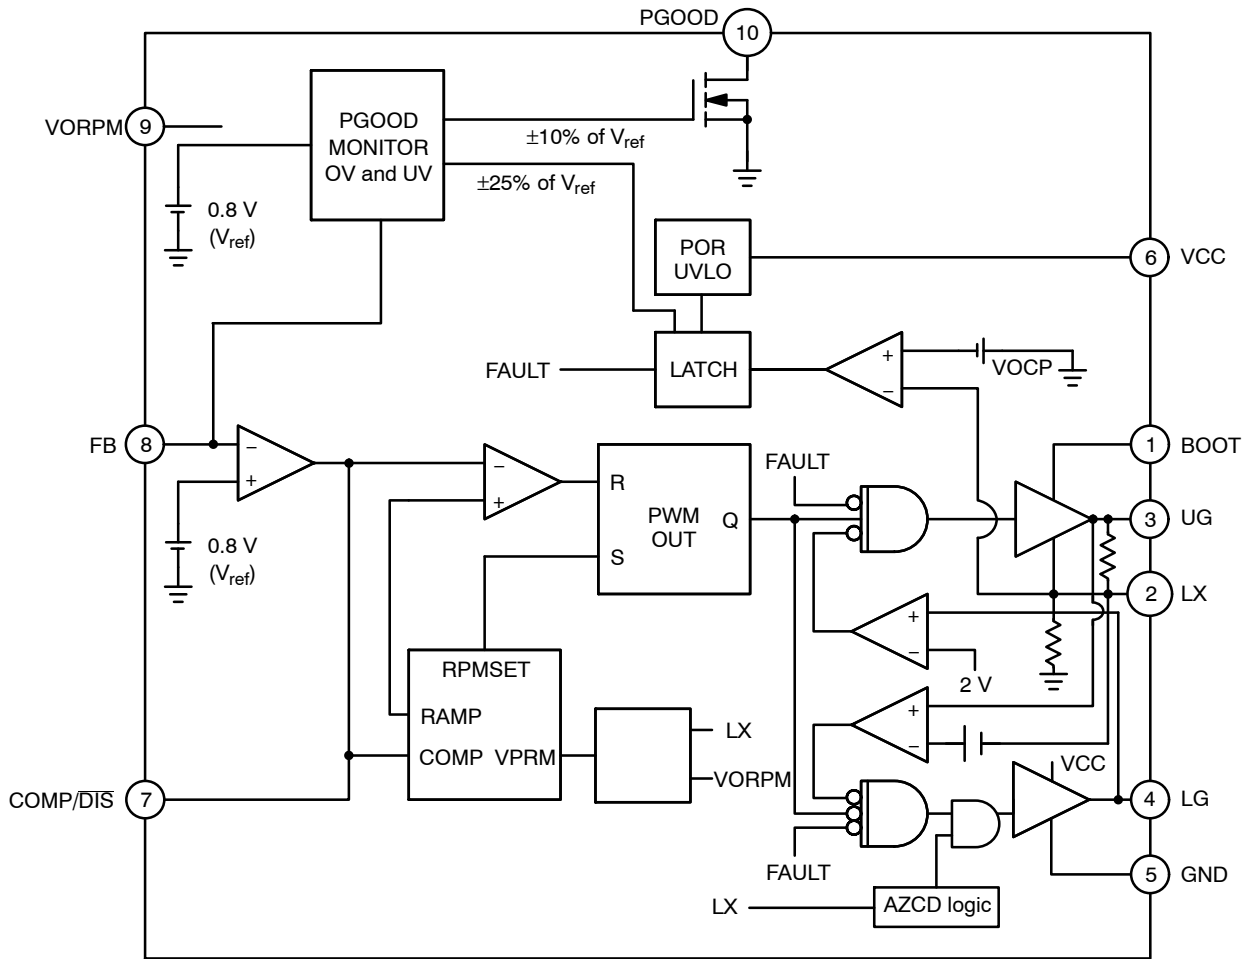 PGOOD
10
VORPM
9
PGOOD
MONITOR
OV and UV
±10% of Vref
±25% of Vref
0.8 V
(Vref)
POR
UVLO
6
VCC
FAULT
LATCH
+
−
VOCP
FB
8
−
+
0.8 V
(Vref)
−
+
R
S
PWM
OUT
Q
FAULT
1
BOOT
3
UG
2
LX
+
−
2 V
RPMSET
RAMP
COMP
VPRM
LX
VORPM
+
−
VCC
COMP/DIS
7
4
LG
FAULT
5
GND
LX
AZCD logic